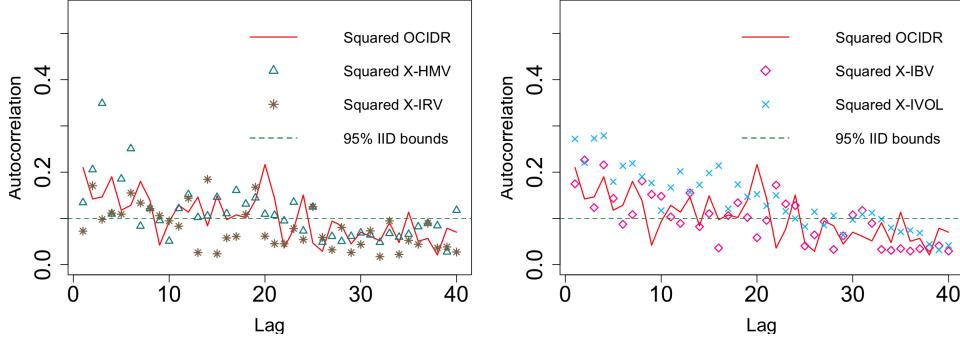 Autocorrelation
0.0
0.2
0.4
Squared OCIDR
Squared X-HMV
Squared X-IRV
95% IID bounds
0
10
20
30
40
Lag
Autocorrelation
0.0
0.2
0.4
Squared OCIDR
Squared X-IBV
Squared X-IVOL
95% IID bounds
0
10
20
30
40
Lag